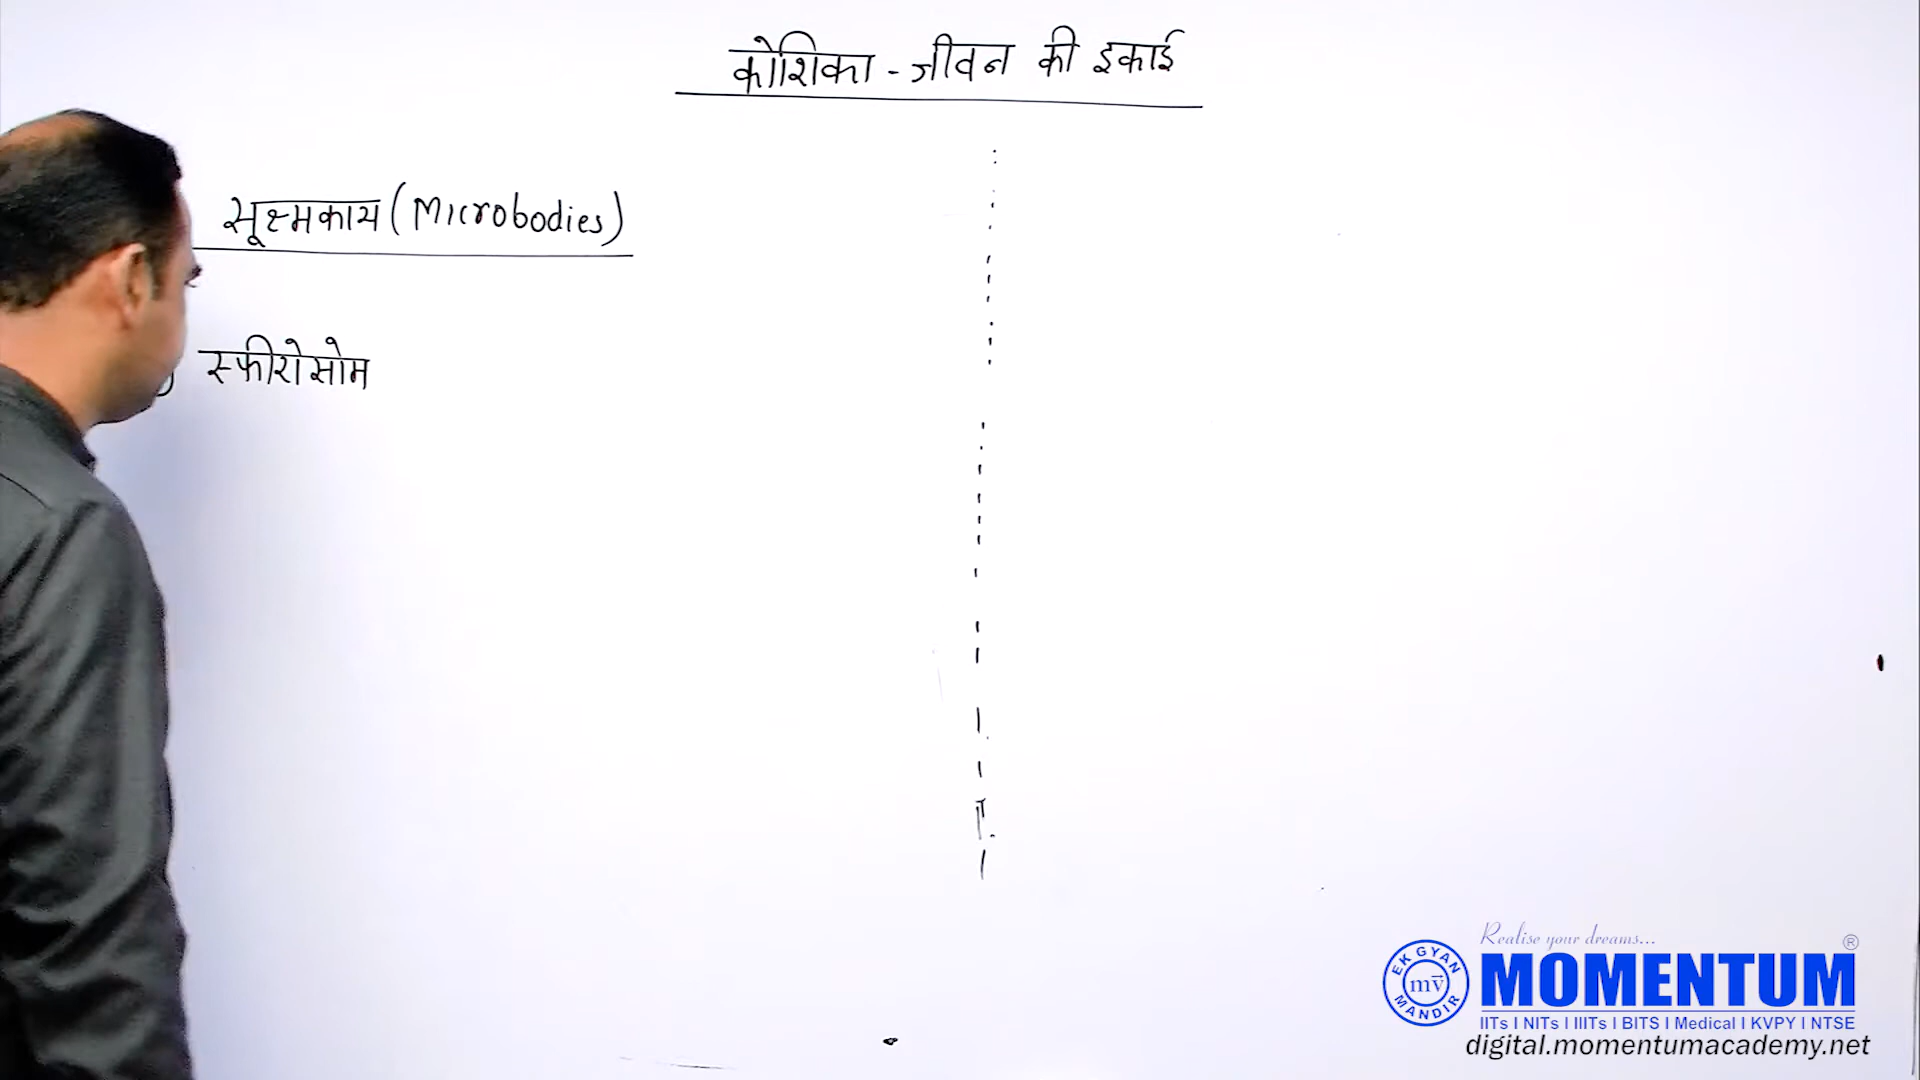 कोशिका - जीवन की इकाई
सूक्ष्मकाय (Microbodies)
स्फीरोसोम
Realise your dreams...
EK GYAN MANDIR
mv
MOMENTUM ®
IITs I NITs I IIITs I BITS I Medical I KVPY I NTSE
digital.momentumacademy.net